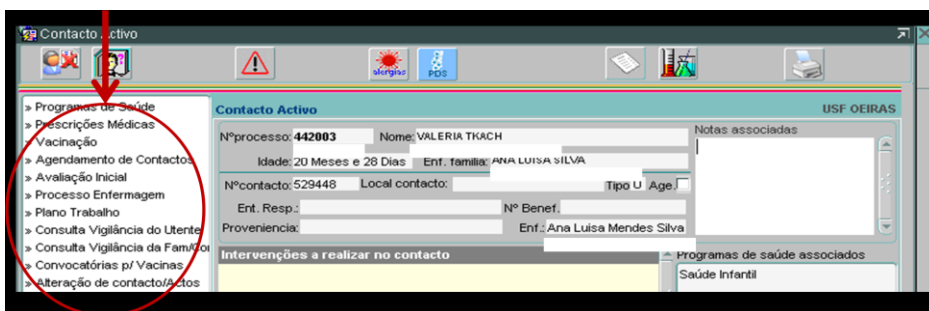 Contacto Activo
alergias
PDS
» Programas de Saúde
» Prescrições Médicas
» Vacinação
» Agendamento de Contactos
» Avaliação Inicial
» Processo Enfermagem
» Plano Trabalho
» Consulta Vigilância do Utente
» Consulta Vigilância da Fam/Co
» Convocatórias p/ Vacinas
» Alteração de contacto/Actos
Contacto Activo USF OEIRAS
Nºprocesso: 442003 Nome: VALERIA TKACH
Idade: 20 Meses e 28 Dias Enf. familia: ANA LUISA SILVA
Nºcontacto: 529448 Local contacto: Tipo U Age.
Ent. Resp.: Nº Benef.
Proveniencia: Enf.: Ana Luisa Mendes Silva
Notas associadas
Intervenções a realizar no contacto
Programas de saúde associados
Saúde Infantil